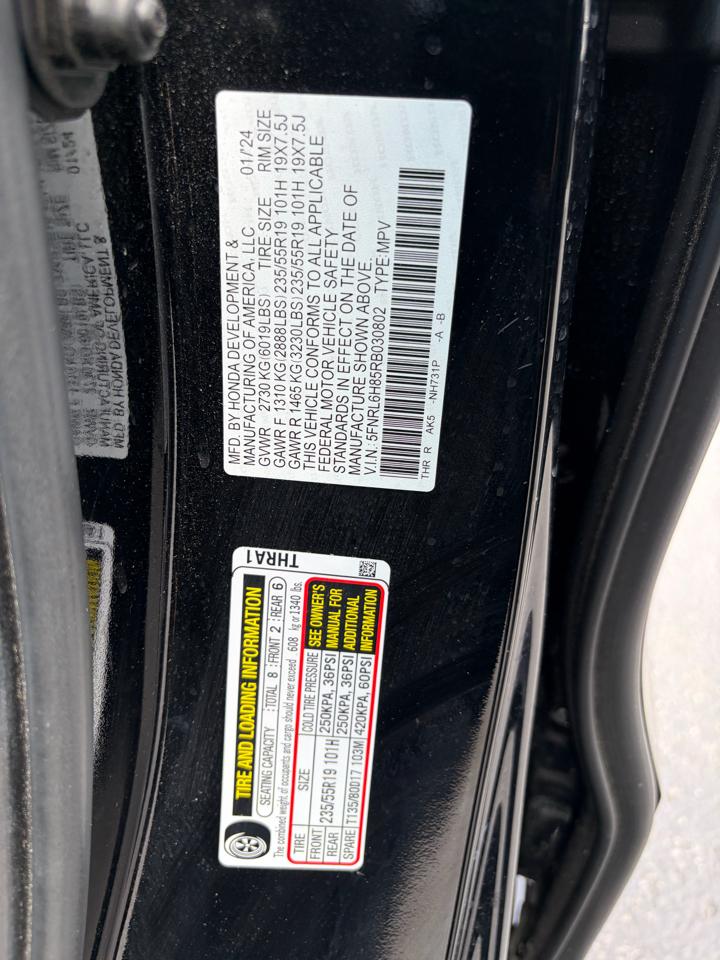 MFD. BY HONDA DEVELOPMENT &
MANUFACTURING OF AMERICA, LLC 01/'24
GVWR 2730 KG (6019LBS) TIRE SIZE RIM SIZE
GAWR F 1310 KG (2888LBS) 235/55R19 101H 19X7.5J
GAWR R 1465 KG (3230LBS) 235/55R19 101H 19X7.5J
THIS VEHICLE CONFORMS TO ALL APPLICABLE
FEDERAL MOTOR VEHICLE SAFETY
STANDARDS IN EFFECT ON THE DATE OF
MANUFACTURE SHOWN ABOVE.
V.I.N.: 5FNRL6H85RB030802 TYPE:MPV
THR R AK5 -NH731P -A -B
TIRE AND LOADING INFORMATION THRA1
SEATING CAPACITY TOTAL 8 FRONT 2 REAR 6
The combined weight of occupants and cargo should never exceed 608 kg or 1340 lbs.
TIRE SIZE COLD TIRE PRESSURE SEE OWNER'S
FRONT 235/55R19 101H 250KPA, 36PSI MANUAL FOR
REAR 250KPA, 36PSI ADDITIONAL
SPARE T135/80D17 103M 420KPA, 60PSI INFORMATION